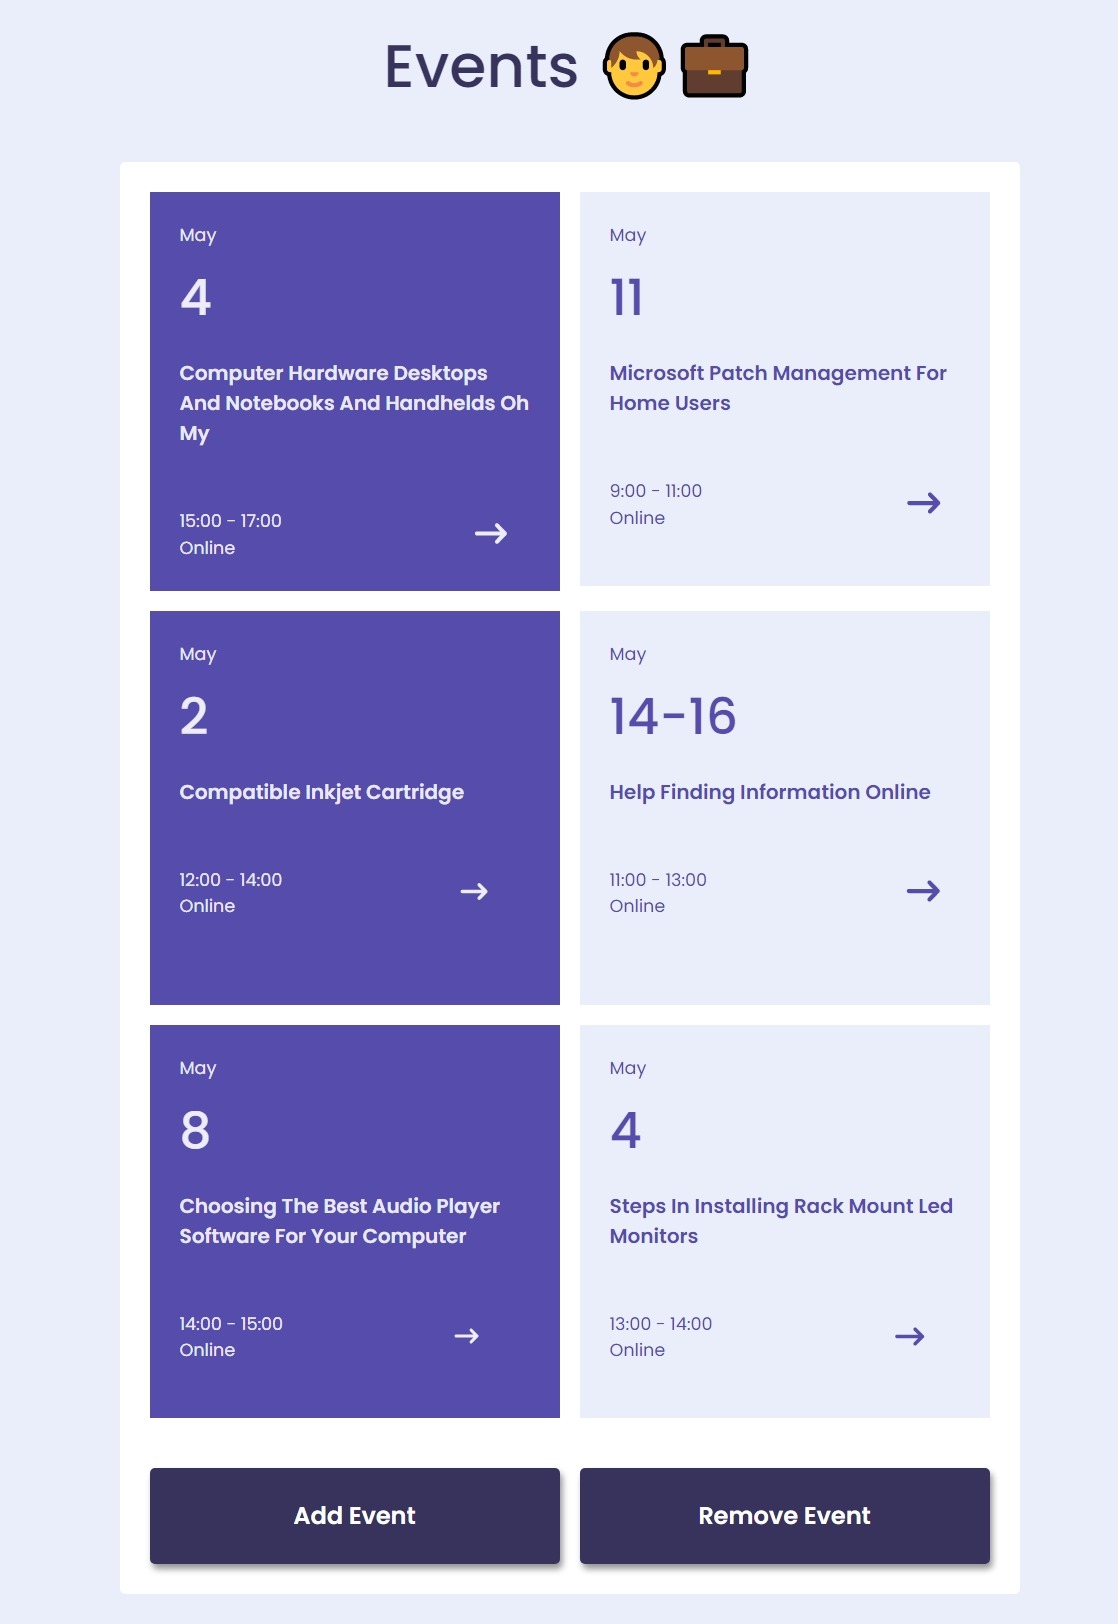 Events
May
4
Computer Hardware Desktops
And Notebooks And Handhelds Oh
My
15:00 - 17:00
Online
May
11
Microsoft Patch Management For
Home Users
9:00 - 11:00
Online
May
2
Compatible Inkjet Cartridge
12:00 - 14:00
Online
May
14-16
Help Finding Information Online
11:00 - 13:00
Online
May
8
Choosing The Best Audio Player
Software For Your Computer
14:00 - 15:00
Online
May
4
Steps In Installing Rack Mount Led
Monitors
13:00 - 14:00
Online
Add Event
Remove Event